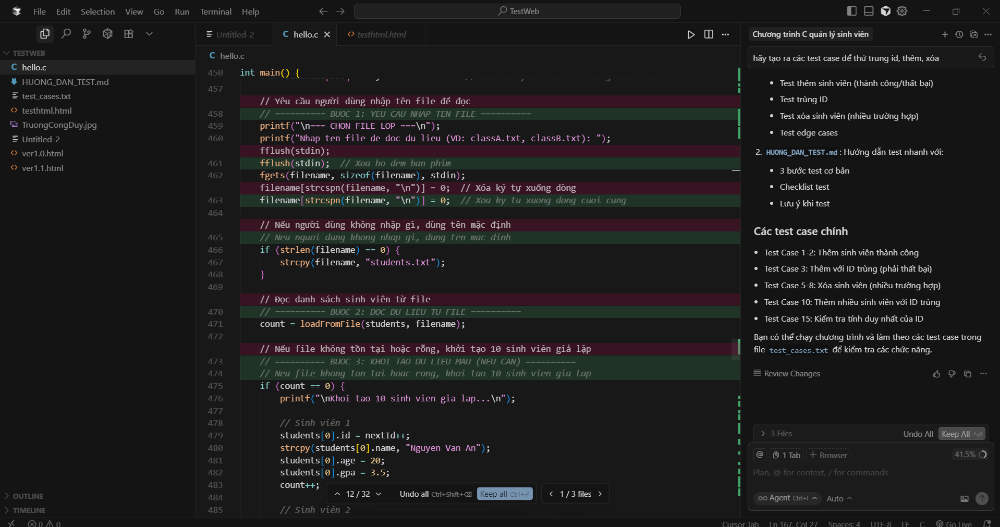 File Edit Selection View Go Run Terminal Help
TestWeb
Untitled-2
C hello.c
<> testhtml.html
Chương trình C quản lý sinh viên
TESTWEB
C hello.c
HUONG_DAN_TEST.md
test_cases.txt
<> testhtml.html
TruongCongDuy.jpg
Untitled-2
<> ver1.0.html
<> ver1.1.html
OUTLINE
TIMELINE
C hello.c
450 int main() {
457
// Yêu cầu người dùng nhập tên file để đọc
458 // ========== BUOC 1: YEU CAU NHAP TEN FILE ==========
459 printf("\n=== CHON FILE LOP ===\n");
460 printf("Nhap ten file de doc du lieu (VD: classA.txt, classB.txt): ");
fflush(stdin);
461 fflush(stdin);  // Xoa bo dem ban phim
462 fgets(filename, sizeof(filename), stdin);
filename[strcspn(filename, "\n")] = 0;  // Xóa ký tự xuống dòng
463 filename[strcspn(filename, "\n")] = 0;  // Xoa ky tu xuong dong cuoi cung
464
// Nếu người dùng không nhập gì, dùng tên mặc định
465 // Neu nguoi dung khong nhap gi, dung ten mac dinh
466 if (strlen(filename) == 0) {
467 strcpy(filename, "students.txt");
468 }
469
// Đọc danh sách sinh viên từ file
470 // ========== BUOC 2: DOC DU LIEU TU FILE ==========
471 count = loadFromFile(students, filename);
472
// Nếu file không tồn tại hoặc rỗng, khởi tạo 10 sinh viên giả lập
473 // ========== BUOC 3: KHOI TAO DU LIEU MAU (NEU CAN) ==========
474 // Neu file khong ton tai hoac rong, khoi tao 10 sinh vien gia lap
475 if (count == 0) {
476 printf("\nKhoi tao 10 sinh vien gia lap...\n");
477
478 // Sinh viên 1
479 students[0].id = nextId++;
480 strcpy(students[0].name, "Nguyen Van An");
481 students[0].age = 20;
482 students[0].gpa = 3.5;
483 count++;
484
485 // Sinh viên 2
12 / 32 Undo all Ctrl+Shift+⌫ Keep all Ctrl+⏎
1 / 3 files
hãy tạo ra các test case để thử trung id, thêm, xóa
• Test thêm sinh viên (thành công/thất bại)
• Test trùng ID
• Test xóa sinh viên (nhiều trường hợp)
• Test edge cases
2. HUONG_DAN_TEST.md : Hướng dẫn test nhanh với:
• 3 bước test cơ bản
• Checklist test
• Lưu ý khi test
Các test case chính
• Test Case 1-2: Thêm sinh viên thành công
• Test Case 3: Thêm với ID trùng (phải thất bại)
• Test Case 5-8: Xóa sinh viên (nhiều trường hợp)
• Test Case 10: Thêm nhiều sinh viên với ID trùng
• Test Case 15: Kiểm tra tính duy nhất của ID
Bạn có thể chạy chương trình và làm theo các test case trong
file test_cases.txt để kiểm tra các chức năng.
Review Changes
3 Files Undo All Keep All ^⏎
@ 1 Tab + Browser 41.5%
Plan, @ for context, / for commands
∞ Agent Ctrl+I Auto
0 0
Cursor Tab Ln 167, Col 27 Spaces: 4 UTF-8 LF C Go Live